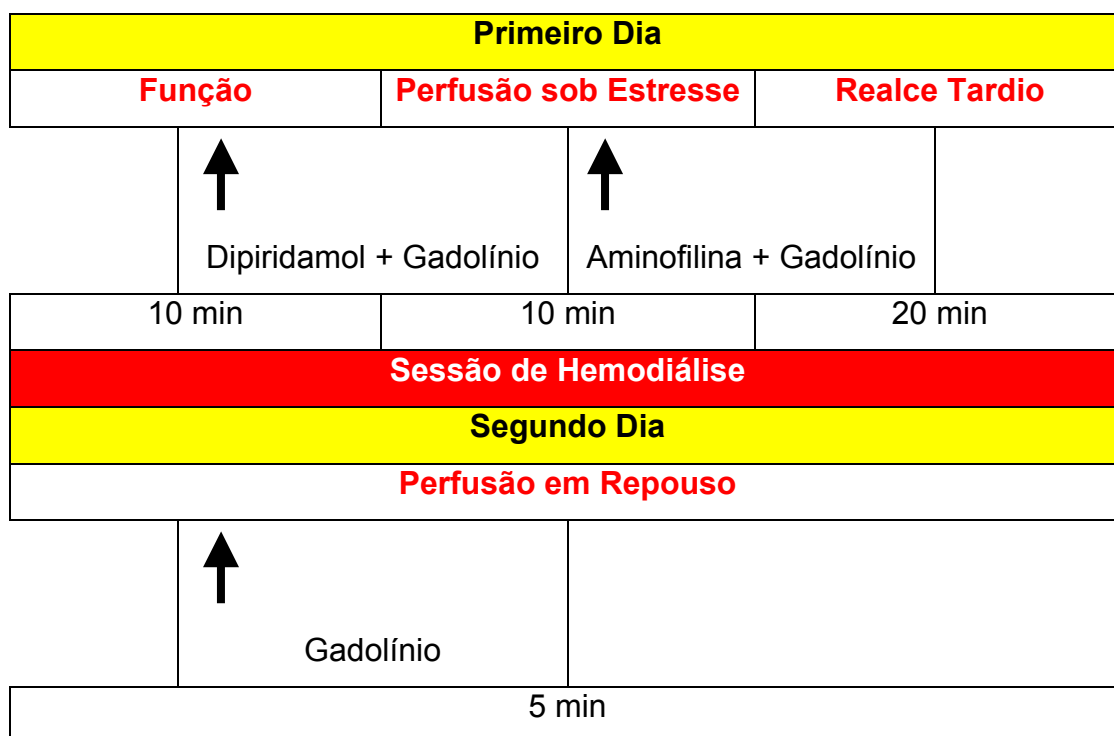 Primeiro Dia
Função Perfusão sob Estresse Realce Tardio
Dipiridamol + Gadolínio Aminofilina + Gadolínio
10 min 10 min 20 min
Sessão de Hemodiálise
Segundo Dia
Perfusão em Repouso
Gadolínio
5 min